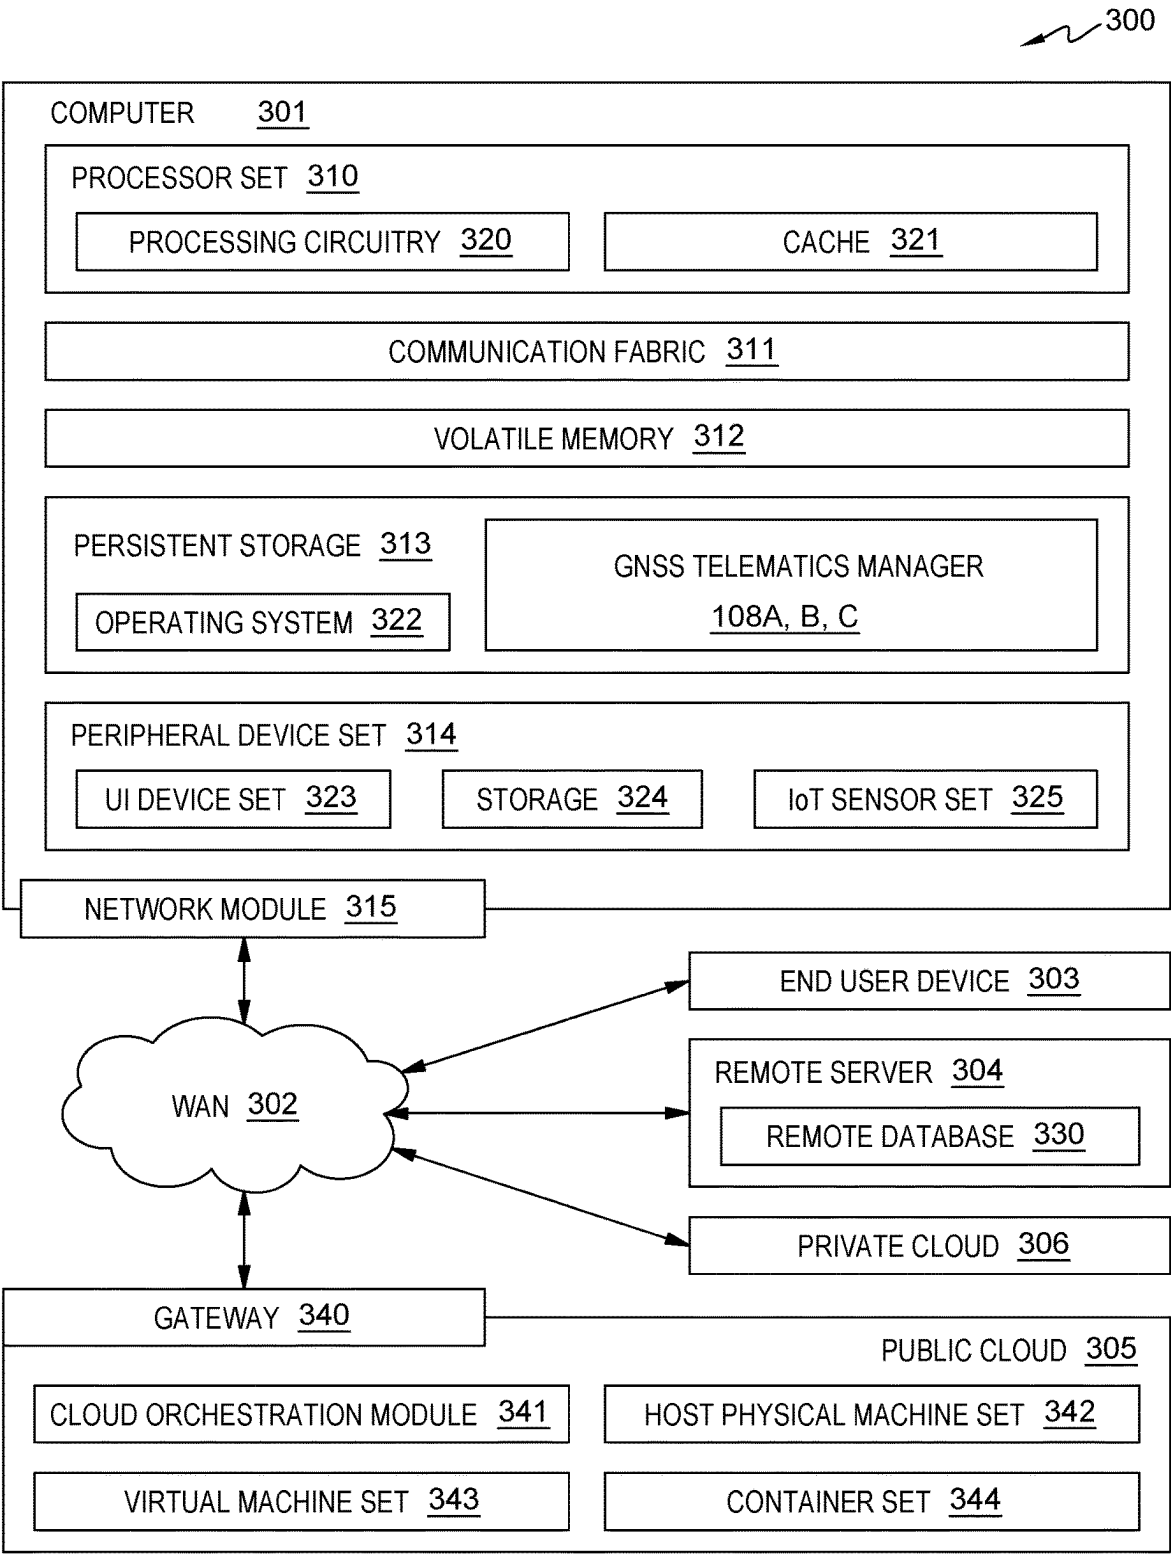 300
COMPUTER 301
PROCESSOR SET 310
PROCESSING CIRCUITRY 320
CACHE 321
COMMUNICATION FABRIC 311
VOLATILE MEMORY 312
PERSISTENT STORAGE 313
OPERATING SYSTEM 322
GNSS TELEMATICS MANAGER
108A, B, C
PERIPHERAL DEVICE SET 314
UI DEVICE SET 323
STORAGE 324
IoT SENSOR SET 325
NETWORK MODULE 315
END USER DEVICE 303
REMOTE SERVER 304
WAN 302
REMOTE DATABASE 330
PRIVATE CLOUD 306
GATEWAY 340
PUBLIC CLOUD 305
CLOUD ORCHESTRATION MODULE 341
HOST PHYSICAL MACHINE SET 342
VIRTUAL MACHINE SET 343
CONTAINER SET 344